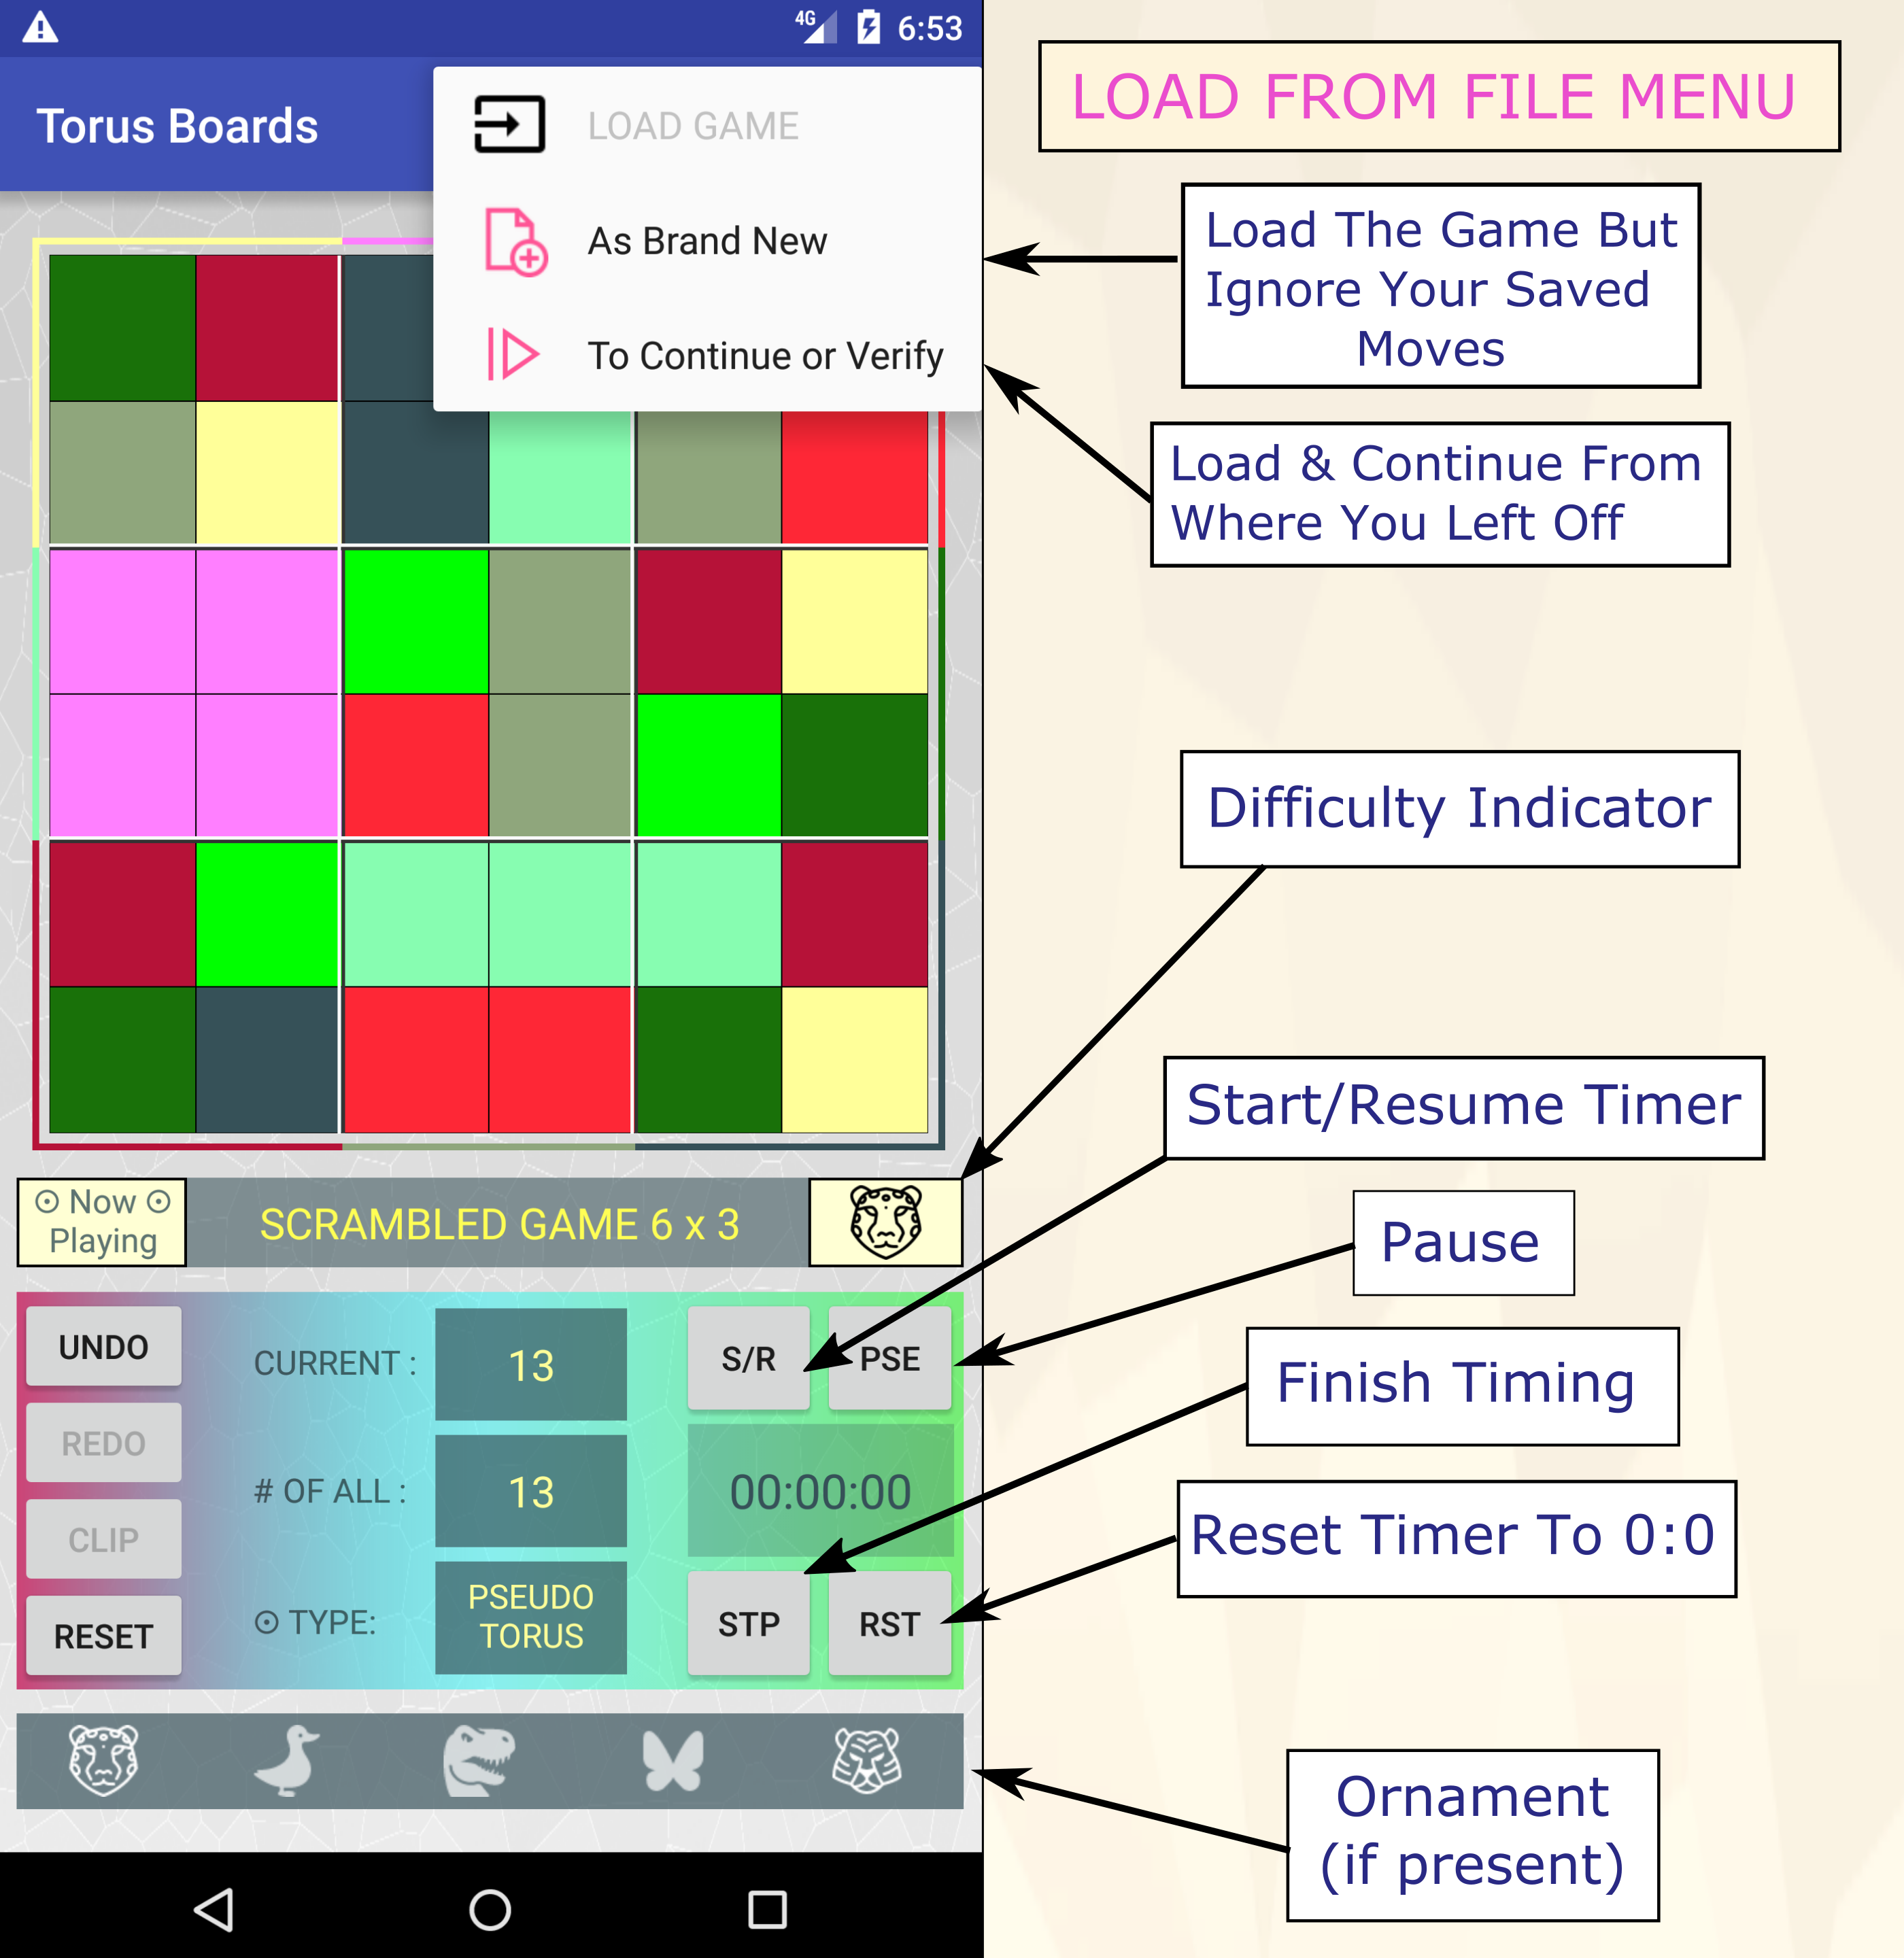 4G 6:53
Torus Boards
LOAD GAME
As Brand New
To Continue or Verify
LOAD FROM FILE MENU
Load The Game But
Ignore Your Saved
Moves
Load & Continue From
Where You Left Off
Difficulty Indicator
Start/Resume Timer
Pause
Finish Timing
Reset Timer To 0:0
Ornament
(if present)
⊙ Now ⊙
Playing
SCRAMBLED GAME 6 x 3
UNDO
REDO
CLIP
RESET
CURRENT :
13
# OF ALL :
13
⊙ TYPE:
PSEUDO
TORUS
S/R
PSE
00:00:00
STP
RST